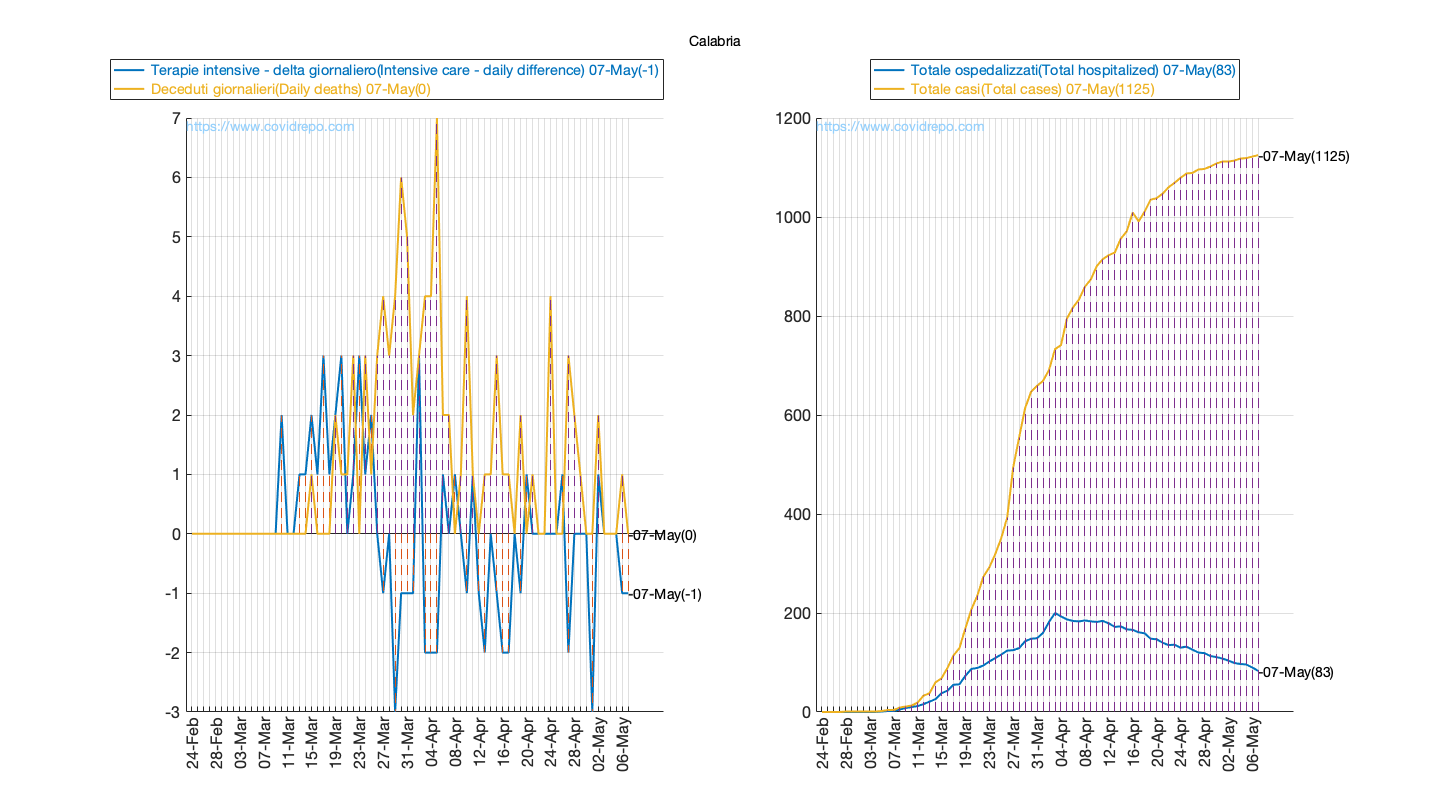 Calabria
Terapie intensive - delta giornaliero(Intensive care - daily difference) 07-May(-1)
Deceduti giornalieri(Daily deaths) 07-May(0)
https://www.covidrepo.com
7
6
5
4
3
2
1
0
-1
-2
-3
-07-May(0)
-07-May(-1)
24-Feb
28-Feb
03-Mar
07-Mar
11-Mar
15-Mar
19-Mar
23-Mar
27-Mar
31-Mar
04-Apr
08-Apr
12-Apr
16-Apr
20-Apr
24-Apr
28-Apr
02-May
06-May
Totale ospedalizzati(Total hospitalized) 07-May(83)
Totale casi(Total cases) 07-May(1125)
https://www.covidrepo.com
1200
1000
800
600
400
200
0
-07-May(1125)
-07-May(83)
24-Feb
28-Feb
03-Mar
07-Mar
11-Mar
15-Mar
19-Mar
23-Mar
27-Mar
31-Mar
04-Apr
08-Apr
12-Apr
16-Apr
20-Apr
24-Apr
28-Apr
02-May
06-May